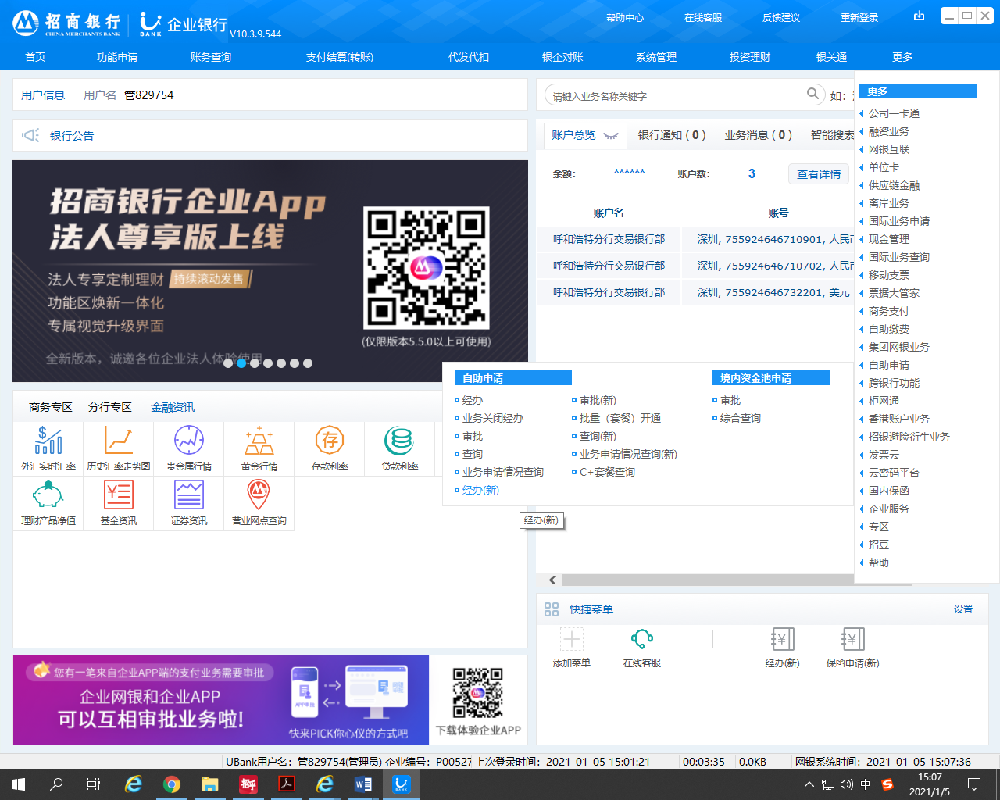 招商银行
CHINA MERCHANTS BANK
BANK
企业银行
V10.3.9.544
帮助中心
在线客服
反馈建议
重新登录
首页
功能申请
账务查询
支付结算(转账)
代发代扣
银企对账
系统管理
投资理财
银关通
更多
用户信息
用户名
管829754
请键入业务名称关键字
如:
银行公告
账户总览
银行通知 ( 0 )
业务消息 ( 0 )
智能搜索
余额:
******
账户数:
3
查看详情
账户名
账号
呼和浩特分行交易银行部
深圳, 755924646710901, 人民币
呼和浩特分行交易银行部
深圳, 755924646710702, 人民币
呼和浩特分行交易银行部
深圳, 755924646732201, 美元
招商银行企业App
法人尊享版上线
法人专享定制理财
持续滚动发售
功能区焕新一体化
专属视觉升级界面
全新版本，诚邀各位企业法人体验使用
(仅限版本5.5.0以上可使用)
商务专区
分行专区
金融资讯
外汇实时汇率
历史汇率走势图
贵金属行情
黄金行情
存
存款利率
贷款利率
理财产品净值
基金资讯
证券资讯
营业网点查询
自助申请
经办
业务关闭经办
审批
查询
业务申请情况查询
经办(新)
审批(新)
批量（套餐）开通
查询(新)
业务申请情况查询(新)
C+套餐查询
境内资金池申请
审批
综合查询
经办(新)
更多
公司一卡通
融资业务
网银互联
单位卡
供应链金融
离岸业务
国际业务申请
现金管理
国际业务查询
移动支票
票据大管家
商务支付
自助缴费
集团网银业务
自助申请
跨银行功能
柜网通
香港账户业务
招银避险衍生业务
发票云
云密码平台
国内保函
企业服务
专区
招豆
帮助
快捷菜单
设置
添加菜单
在线客服
经办(新)
保函申请(新)
您有一笔来自企业APP端的支付业务需要审批
企业网银和企业APP
可以互相审批业务啦!
APP审批
网银审批
快来PICK你心仪的方式吧
下载体验企业APP
UBank用户名：管829754(管理员) 企业编号：P00527
上次登录时间：2021-01-05 15:01:21
00:03:35
0.0KB
网银系统时间：2021-01-05 15:07:36
中
15:07
2021/1/5